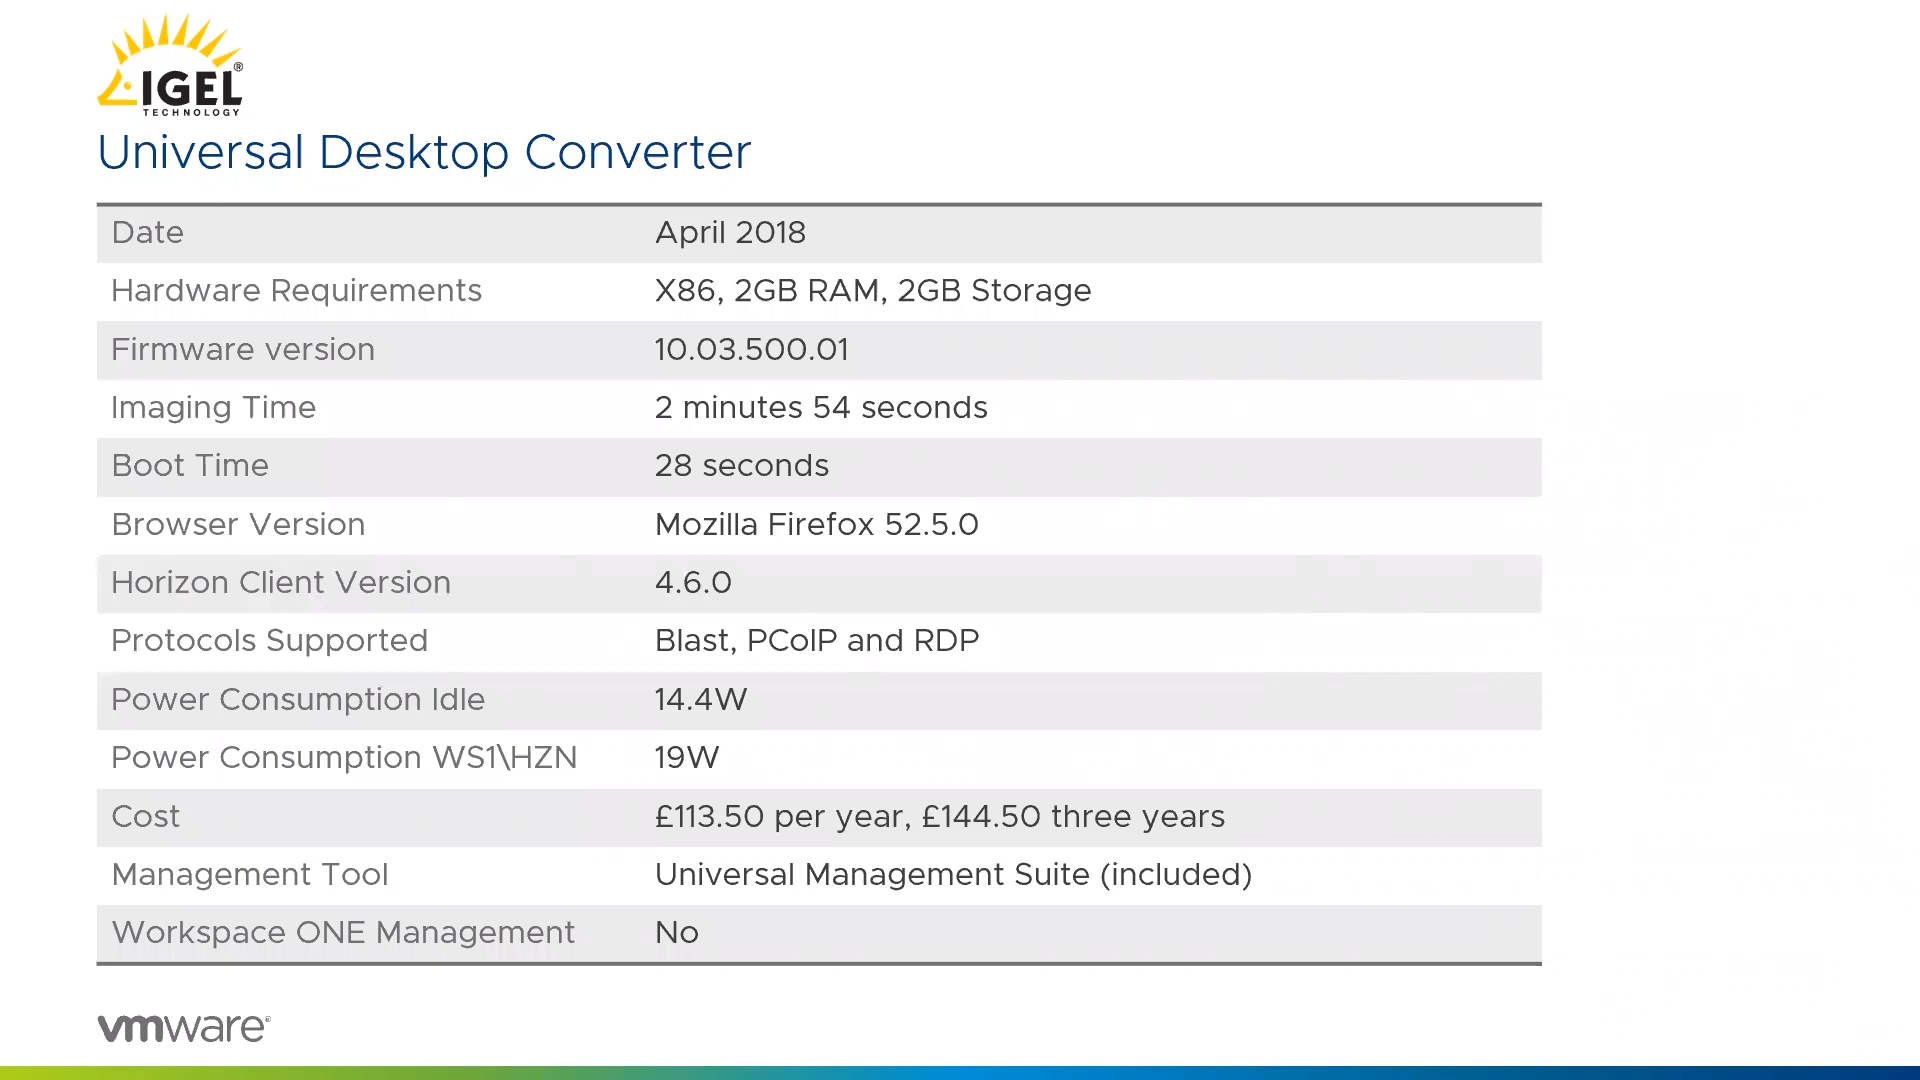 IGEL®
TECHNOLOGY
Universal Desktop Converter
Date April 2018
Hardware Requirements X86, 2GB RAM, 2GB Storage
Firmware version 10.03.500.01
Imaging Time 2 minutes 54 seconds
Boot Time 28 seconds
Browser Version Mozilla Firefox 52.5.0
Horizon Client Version 4.6.0
Protocols Supported Blast, PCoIP and RDP
Power Consumption Idle 14.4W
Power Consumption WS1\HZN 19W
Cost £113.50 per year, £144.50 three years
Management Tool Universal Management Suite (included)
Workspace ONE Management No
vmware®